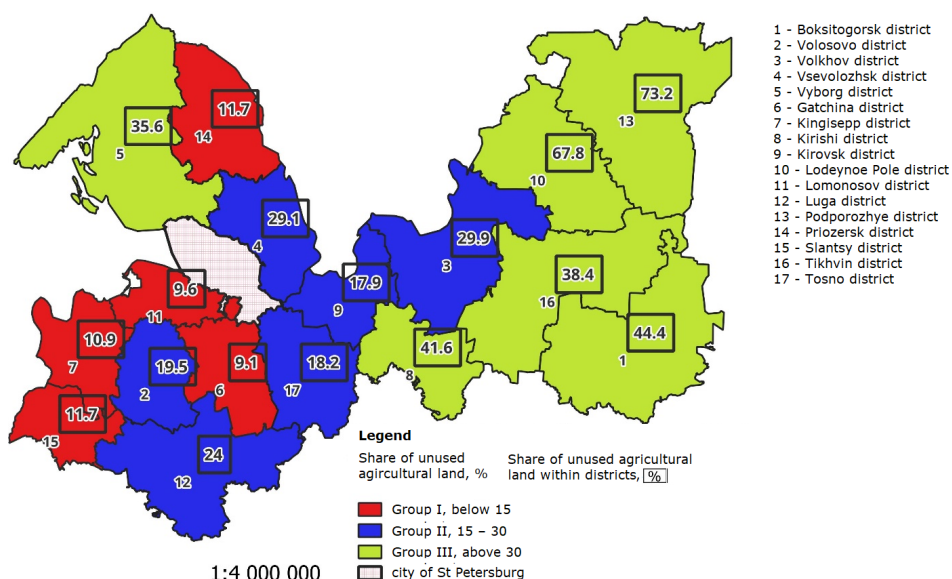 1 - Boksitogorsk district
2 - Volosovo district
3 - Volkhov district
4 - Vsevolozhsk district
5 - Vyborg district
6 - Gatchina district
7 - Kingisepp district
8 - Kirishi district
9 - Kirovsk district
10 - Lodeynoe Pole district
11 - Lomonosov district
12 - Luga district
13 - Podporozhye district
14 - Priozersk district
15 - Slantsy district
16 - Tikhvin district
17 - Tosno district
73.2
13
11.7
14
35.6
5
67.8
10
29.1
4
29.9
3
38.4
16
17.9
9
9.6
11
44.4
1
10.9
7
41.6
8
19.5
2
9.1
6
18.2
17
11.7
15
24
12
Legend
Share of unused
agircultural land, %
Share of unused agricultural
land within districts, %
Group I, below 15
Group II, 15 – 30
Group III, above 30
city of St Petersburg
1:4 000 000